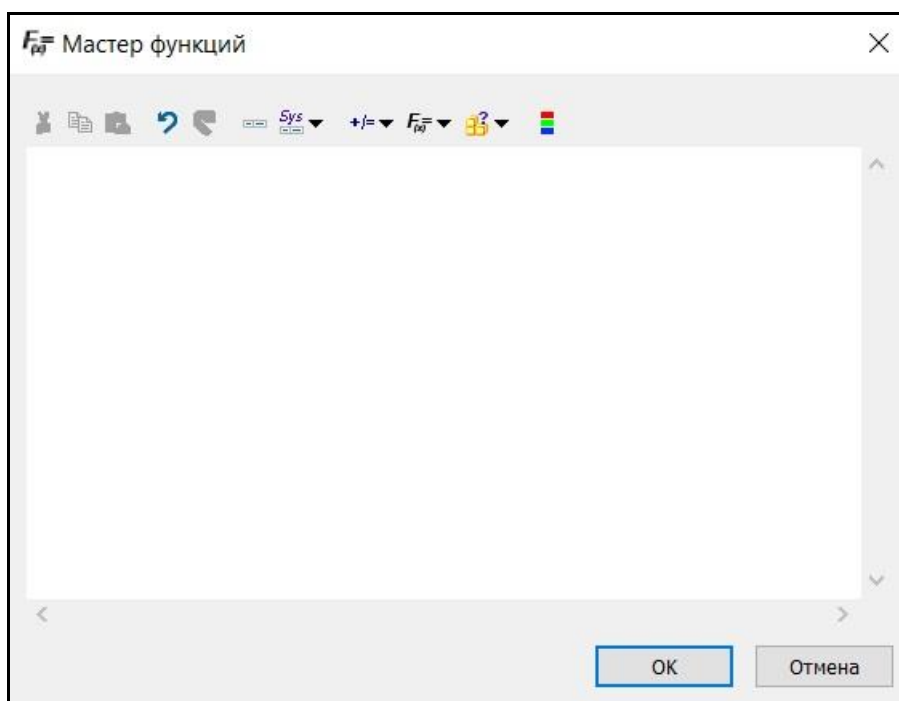 F(x)= Мастер функций
Sys +/= F(x)= ?
OK
Отмена